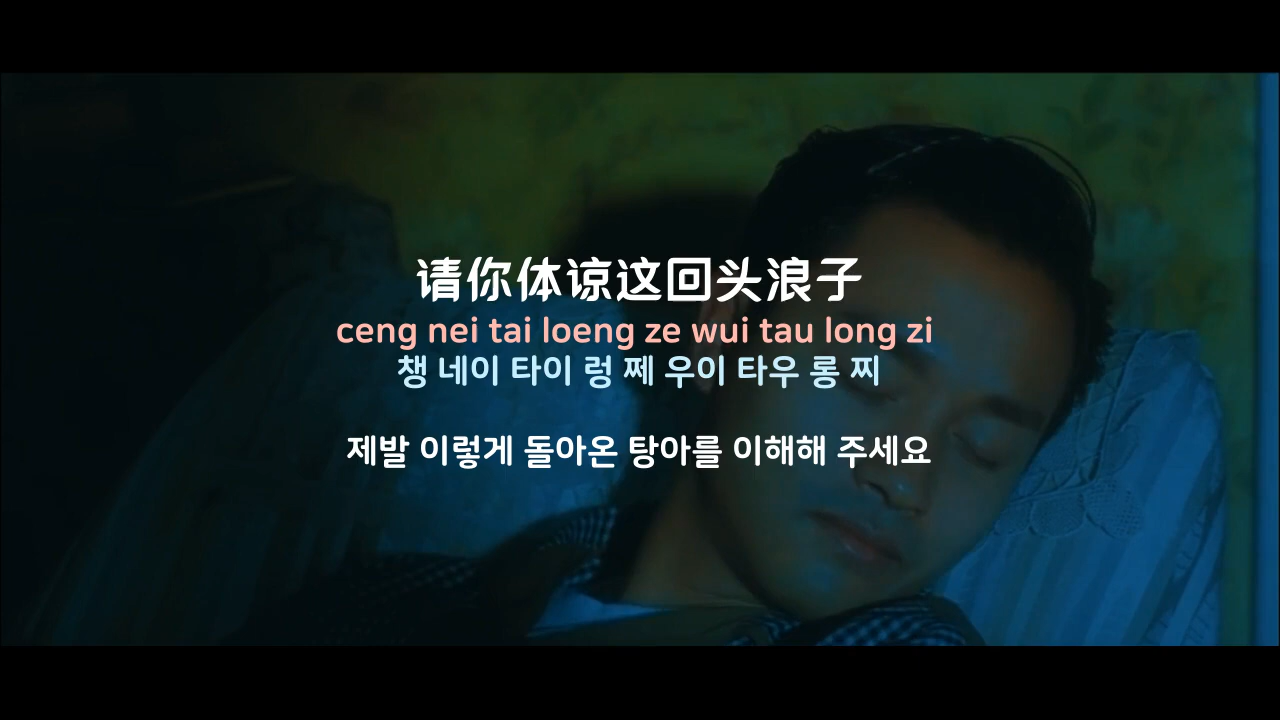 请你体谅这回头浪子
ceng nei tai loeng ze wui tau long zi
챙 네이 타이 렁 쩨 우이 타우 롱 찌
제발 이렇게 돌아온 탕아를 이해해 주세요